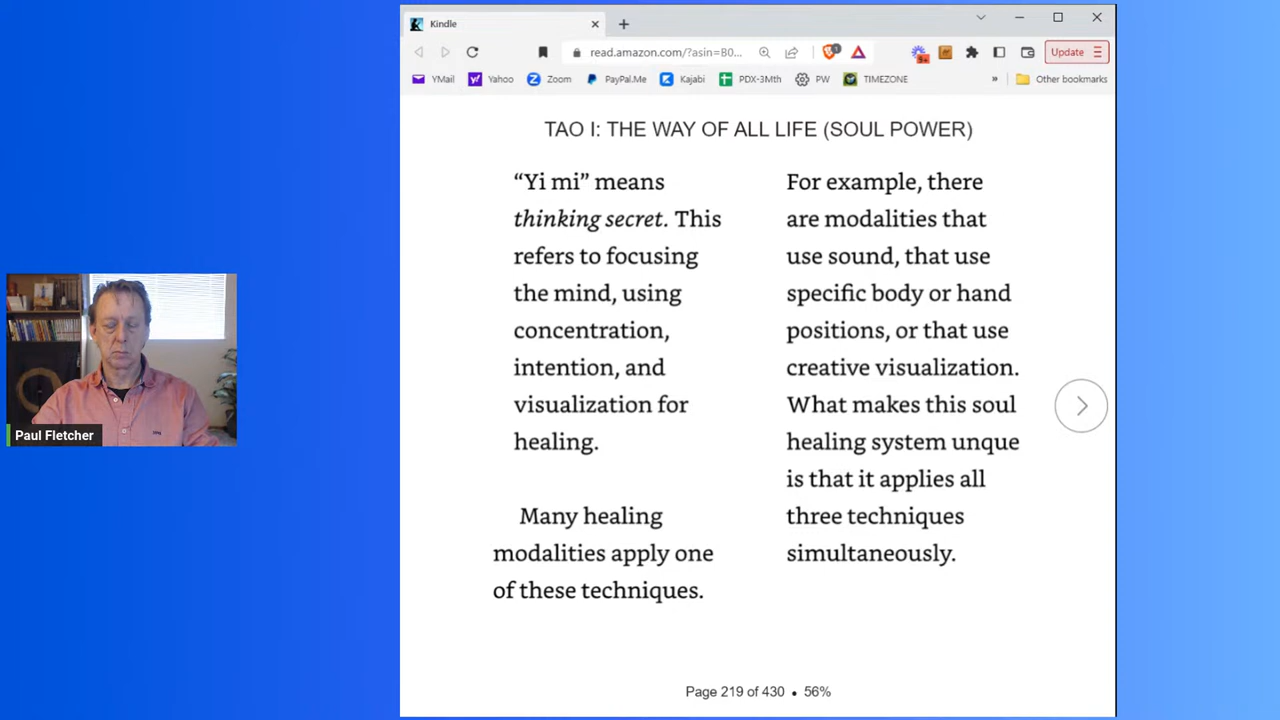 Kindle
read.amazon.com/?asin=B0...
1
9+
Update
YMail
Yahoo
Zoom
PayPal.Me
Kajabi
PDX-3Mth
PW
TIMEZONE
»
Other bookmarks
TAO I: THE WAY OF ALL LIFE (SOUL POWER)
“Yi mi” means
thinking secret. This
refers to focusing
the mind, using
concentration,
intention, and
visualization for
healing.
Many healing
modalities apply one
of these techniques.
For example, there
are modalities that
use sound, that use
specific body or hand
positions, or that use
creative visualization.
What makes this soul
healing system unque
is that it applies all
three techniques
simultaneously.
Page 219 of 430 • 56%
Paul Fletcher